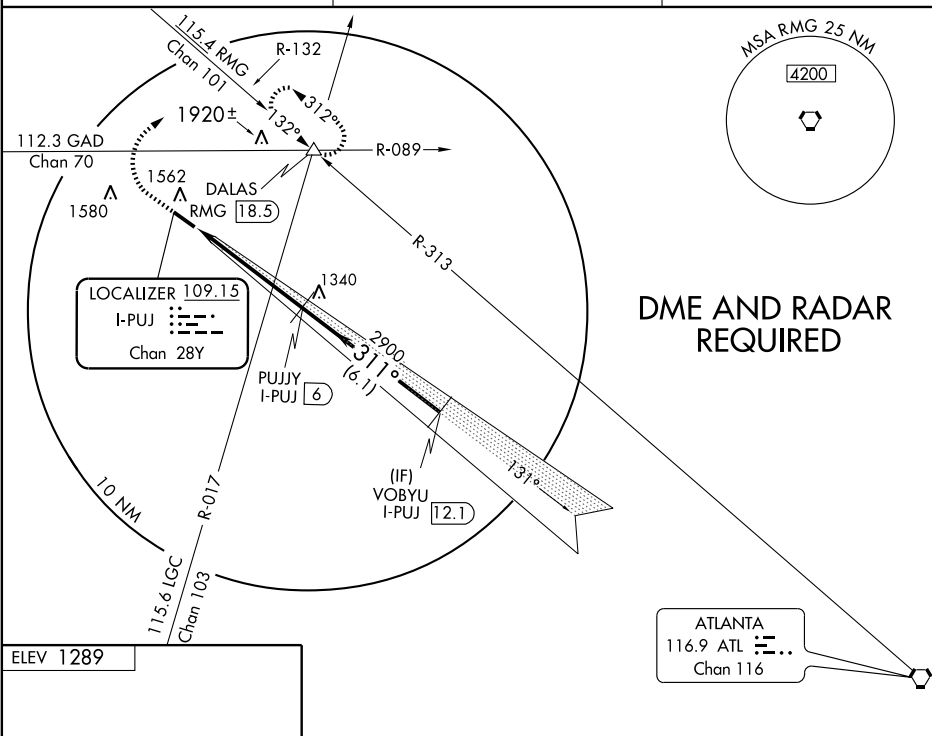 115.4 RMG
Chan 101
R-132
MSA RMG 25 NM
4200
1920±
132°
312°
112.3 GAD
Chan 70
R-089
1562
1580
DALAS
RMG 18.5
R-313
LOCALIZER 109.15
I-PUJ
Chan 28Y
1340
DME AND RADAR
REQUIRED
2900
311°
(6.1)
PUJJY
I-PUJ 6
131°
(IF)
VOBYU
I-PUJ 12.1
10 NM
R-017
115.6 LGC
Chan 103
ATLANTA
116.9 ATL
Chan 116
ELEV 1289